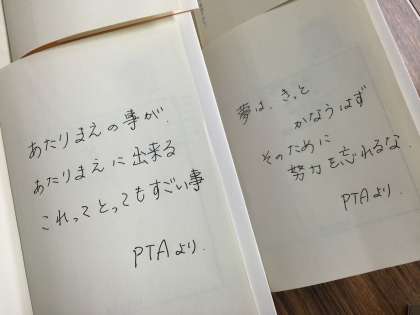 あたりまえの事が.
あたりまえに出来る
これってとってもすごい事
PTAより.
夢は、きっと
かなうはず
そのために
努力を忘れるな.
PTAより.